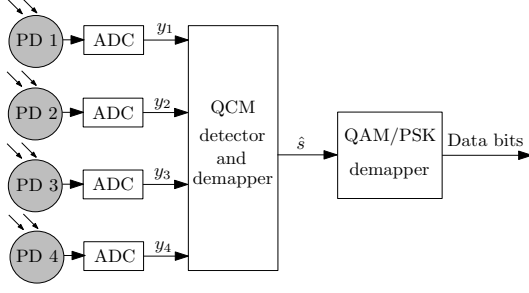 PD 1
ADC
y1
PD 2
ADC
y2
PD 3
ADC
y3
PD 4
ADC
y4
QCM
detector
and
demapper
ŝ
QAM/PSK
demapper
Data bits